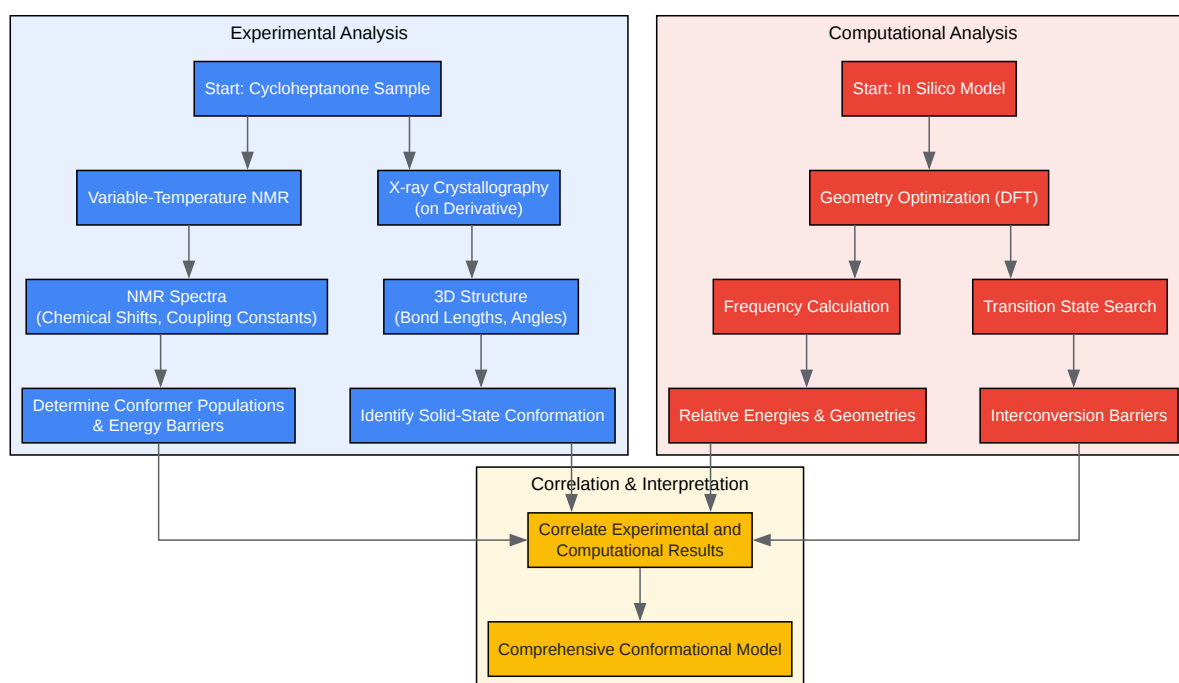 Experimental Analysis
Start: Cycloheptanone Sample
Variable-Temperature NMR
X-ray Crystallography
(on Derivative)
NMR Spectra
(Chemical Shifts, Coupling Constants)
3D Structure
(Bond Lengths, Angles)
Determine Conformer Populations
& Energy Barriers
Identify Solid-State Conformation
Computational Analysis
Start: In Silico Model
Geometry Optimization (DFT)
Frequency Calculation
Transition State Search
Relative Energies & Geometries
Interconversion Barriers
Correlation & Interpretation
Correlate Experimental and
Computational Results
Comprehensive Conformational Model